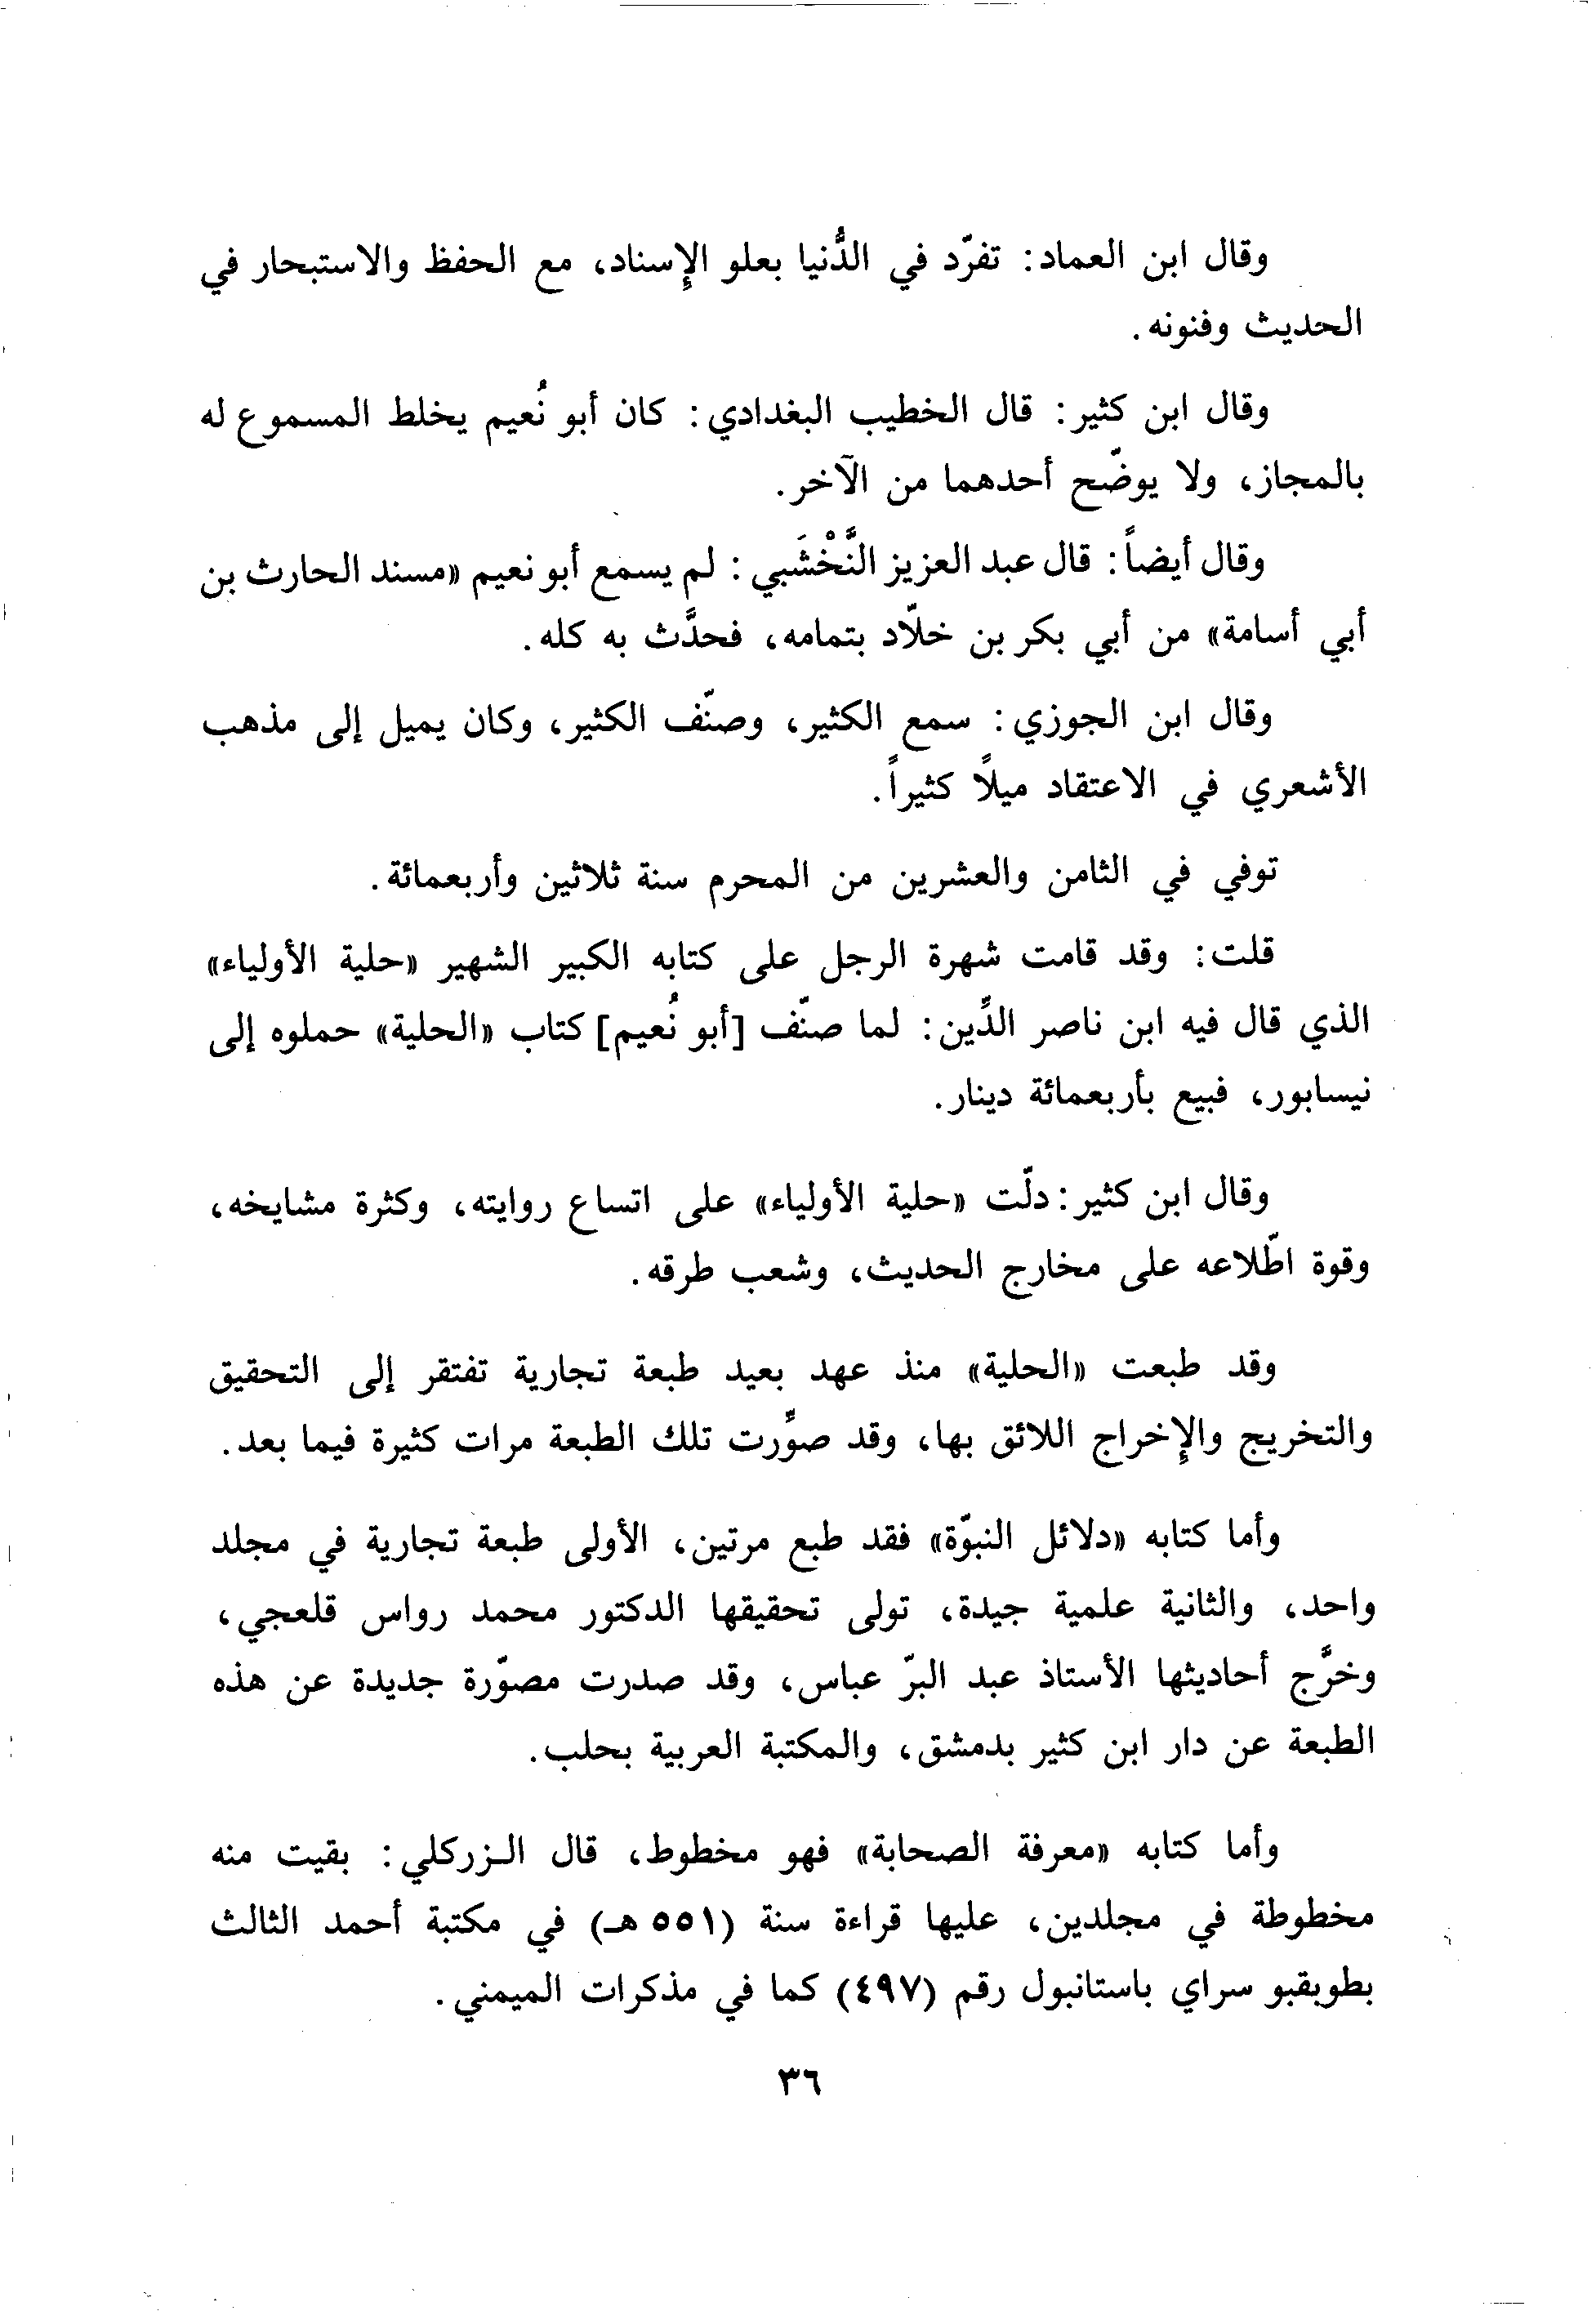 وقال ابن العماد: تفرّد في الدُّنيا بعلو الإِسناد، مع الحفظ والاستبحار في
الحديث وفنونه.
وقال ابن كثير: قال الخطيب البغدادي: كان أبو نُعيم يخلط المسموع له
بالمجاز، ولا يوضّح أحدهما من الآخر.
وقال أيضاً: قال عبد العزيز النَّخْشَبي: لم يسمع أبو نعيم «مسند الحارث بن
أبي أسامة» من أبي بكر بن خلّاد بتمامه، فحدَّث به كله.
وقال ابن الجوزي: سمع الكثير، وصنّف الكثير، وكان يميل إلى مذهب
الأشعري في الاعتقاد ميلًا كثيراً.
توفي في الثامن والعشرين من المحرم سنة ثلاثين وأربعمائة.
قلت: وقد قامت شهرة الرجل على كتابه الكبير الشهير «حلية الأولياء»
الذي قال فيه ابن ناصر الدِّين: لما صنّف [أبو نُعيم] كتاب «الحلية» حملوه إلى
نيسابور، فبيع بأربعمائة دينار.
وقال ابن كثير: دلّت «حلية الأولياء» على اتساع روايته، وكثرة مشايخه،
وقوة اطّلاعه على مخارج الحديث، وشعب طرقه.
وقد طبعت «الحلية» منذ عهد بعيد طبعة تجارية تفتقر إلى التحقيق
والتخريج والإِخراج اللائق بها، وقد صوِّرت تلك الطبعة مرات كثيرة فيما بعد.
وأما كتابه «دلائل النبوّة» فقد طبع مرتين، الأولى طبعة تجارية في مجلد
واحد، والثانية علمية جيدة، تولى تحقيقها الدكتور محمد رواس قلعجي،
وخرَّج أحاديثها الأستاذ عبد البرّ عباس، وقد صدرت مصوّرة جديدة عن هذه
الطبعة عن دار ابن كثير بدمشق، والمكتبة العربية بحلب.
وأما كتابه «معرفة الصحابة» فهو مخطوط، قال الـزركلي: بقيت منه
مخطوطة في مجلدين، عليها قراءة سنة (٥٥١ هـ) في مكتبة أحمد الثالث
بطوبقبو سراي باستانبول رقم (٤٩٧) كما في مذكرات الميمني.
٣٦